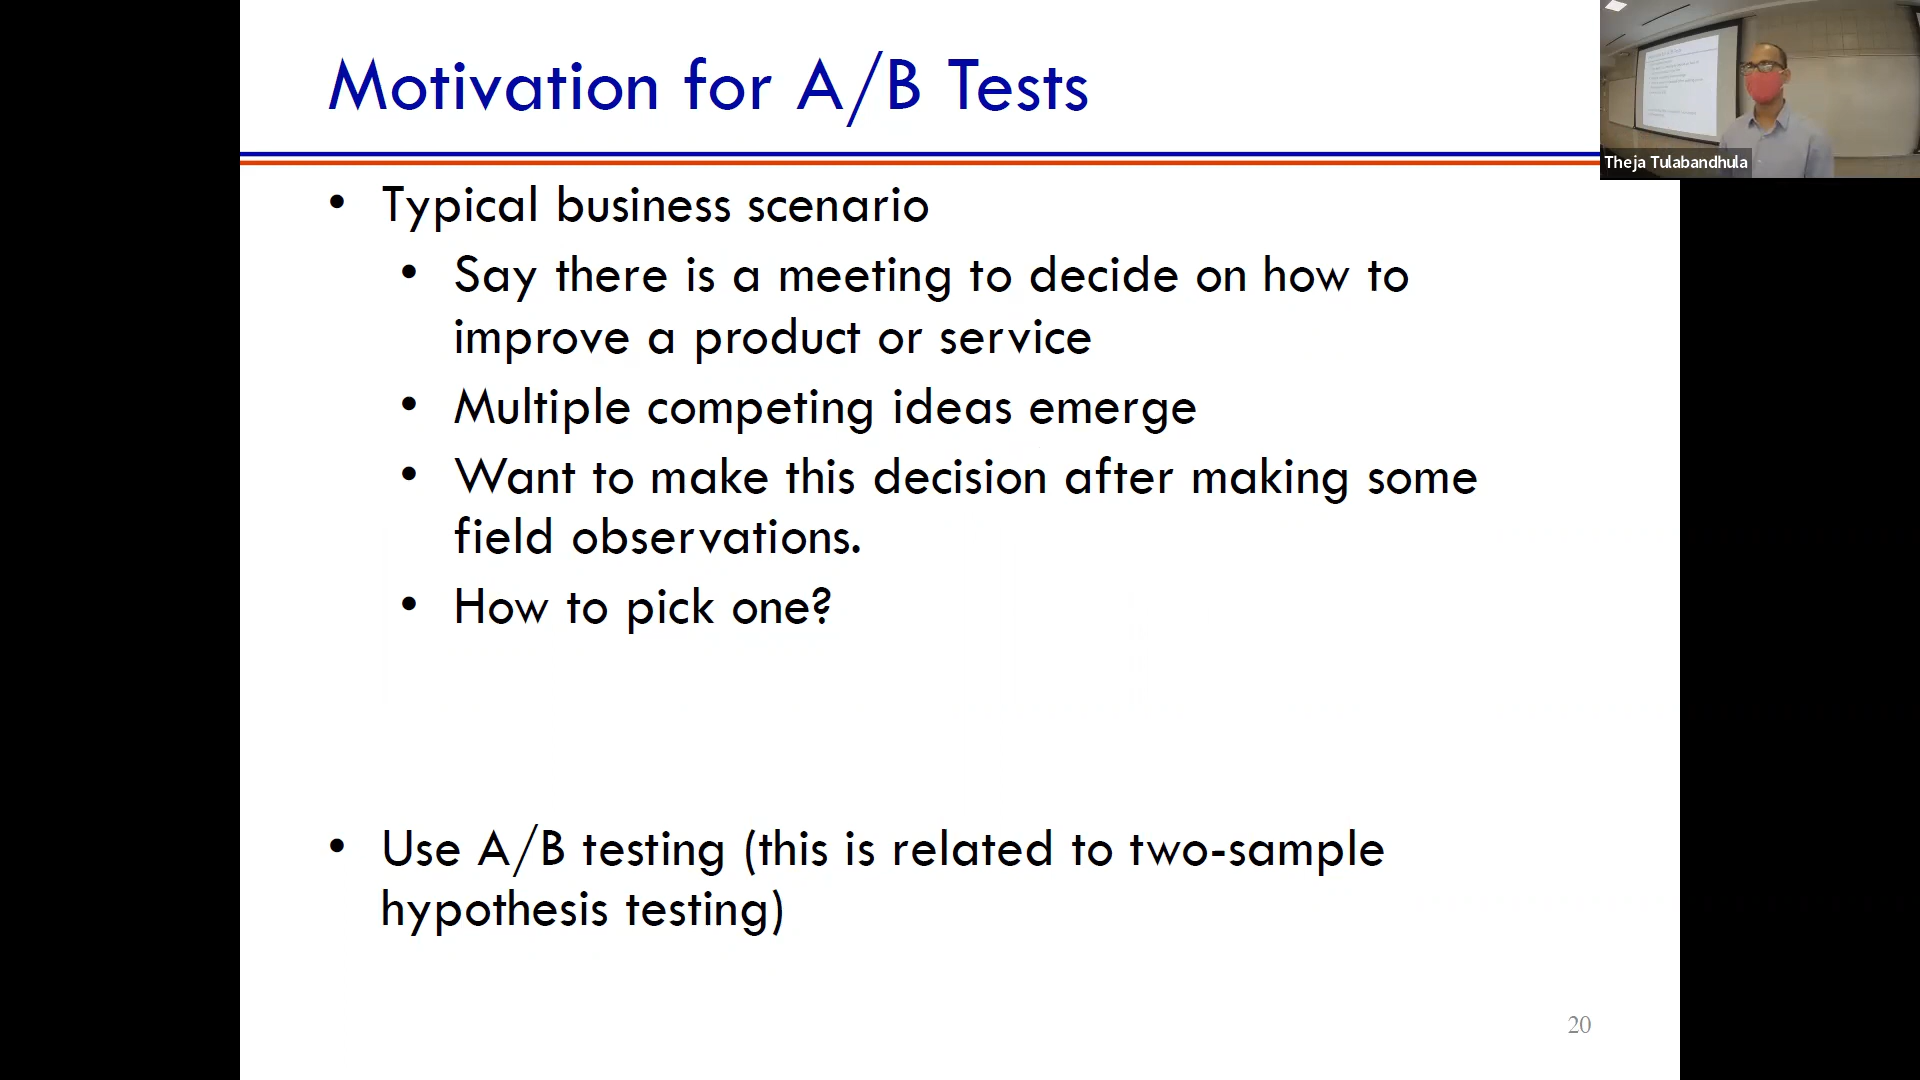 Motivation for A/B Tests
Theja Tulabandhula
• Typical business scenario
• Say there is a meeting to decide on how to
improve a product or service
• Multiple competing ideas emerge
• Want to make this decision after making some
field observations.
• How to pick one?
• Use A/B testing (this is related to two-sample
hypothesis testing)
20